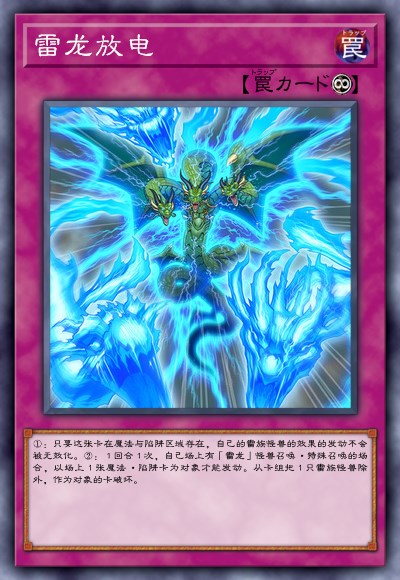 雷龙放电
トラップ
罠
トラップ
【罠カード】
①：只要这张卡在魔法与陷阱区域存在，自己的雷族怪兽的效果的发动不会
被无效化。②：1回合1次，自己场上有「雷龙」怪兽召唤·特殊召唤的场
合，以场上1张魔法·陷阱卡为对象才能发动。从卡组把1只雷族怪兽除
外，作为对象的卡破坏。